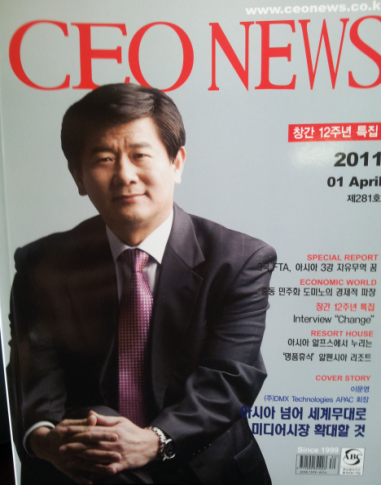 www.ceonews.co.k
CEO NEWS
창간 12주년 특집
2011
01 April
제281호
SPECIAL REPORT
FTA, 아시아 3강 자유무역 꿈
ECONOMIC WORLD
중동 민주화 도미노의 경제적 파장
창간 12주년 특집
Interview "Change"
RESORT HOUSE
아시아 알프스에서 누리는
'명품휴식' 알펜시아 리조트
COVER STORY
이문영
(주)DMX Technologies APAC 회장
아시아 넘어 세계무대로
미디어시장 확대할 것
Since 1999
ABC